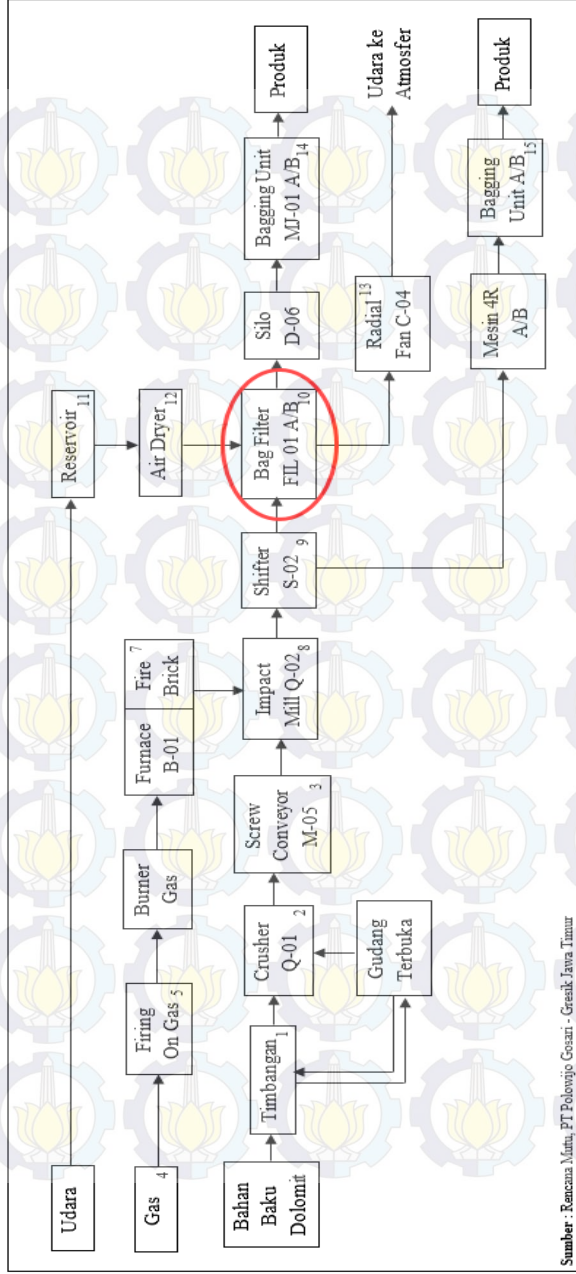 Udara
Reservoir 11
Air Dryer 12
Gas 4
Firing
On Gas 5
Burner
Gas
Furnace
B-01
Fire 7
Brick
Bahan
Baku
Dolomit
Timbangan 1
Crusher
Q-01 2
Gudang
Terbuka
Screw
Conveyor
M-05 3
Impact
Mill Q-02 8
Shifter
S-02 9
Bag Filter
FIL 01 A/B 10
Silo
D-06
Bagging Unit
MJ-01 A/B 14
Produk
Radial 13
Fan C-04
Udara ke
Atmosfer
Mesin 4R
A/B
Bagging
Unit A/B 15
Produk
Sumber : Rencana Mutu, PT Polowijo Gosari - Gresik Jawa Timur